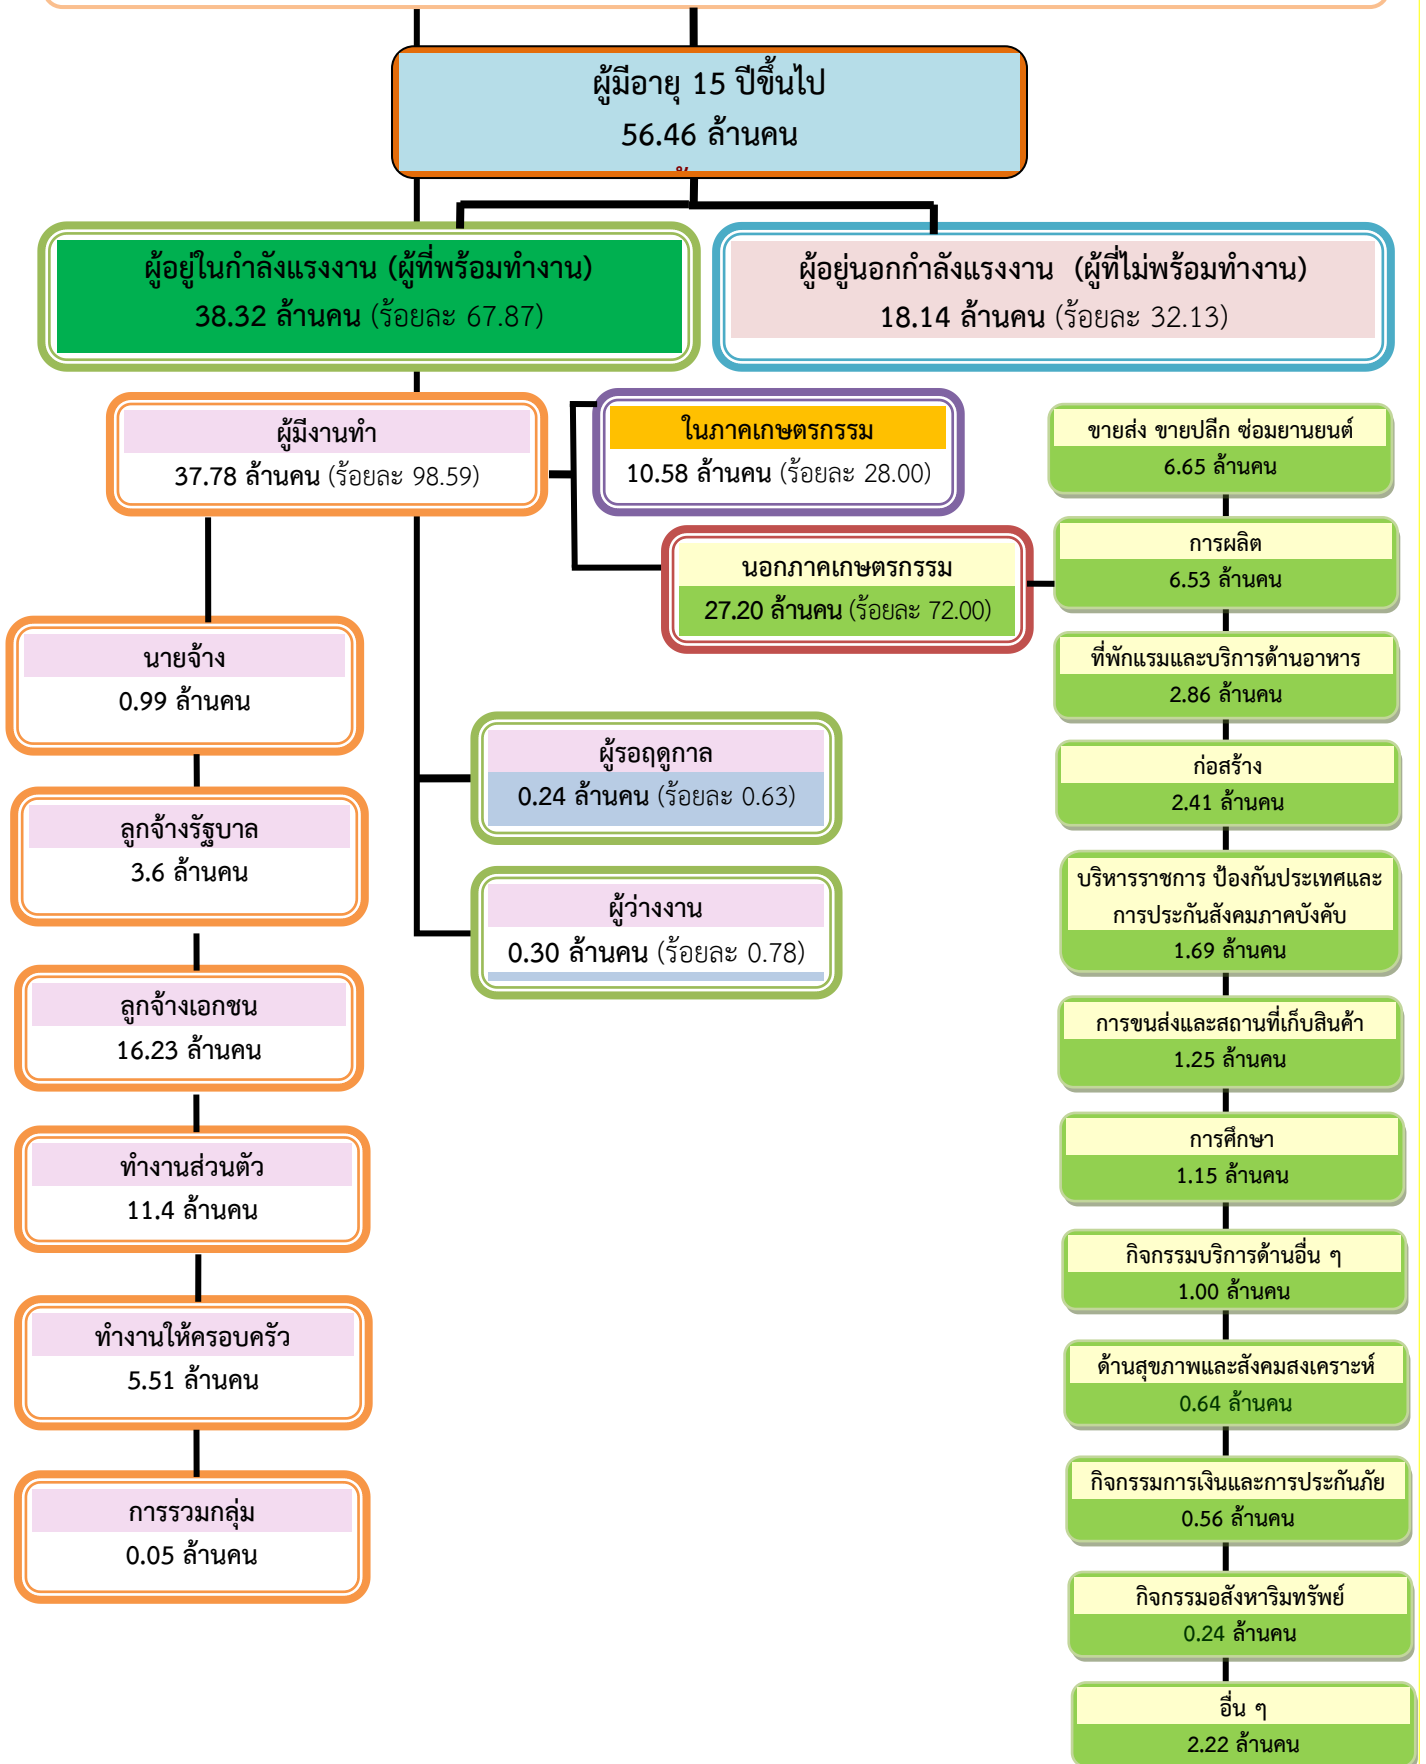 ผู้มีอายุ 15 ปีขึ้นไป
56.46 ล้านคน
ผู้อยู่ในกำลังแรงงาน (ผู้ที่พร้อมทำงาน)
38.32 ล้านคน (ร้อยละ 67.87)
ผู้อยู่นอกกำลังแรงงาน (ผู้ที่ไม่พร้อมทำงาน)
18.14 ล้านคน (ร้อยละ 32.13)
ผู้มีงานทำ
37.78 ล้านคน (ร้อยละ 98.59)
ในภาคเกษตรกรรม
10.58 ล้านคน (ร้อยละ 28.00)
นอกภาคเกษตรกรรม
27.20 ล้านคน (ร้อยละ 72.00)
นายจ้าง
0.99 ล้านคน
ลูกจ้างรัฐบาล
3.6 ล้านคน
ลูกจ้างเอกชน
16.23 ล้านคน
ทำงานส่วนตัว
11.4 ล้านคน
ทำงานให้ครอบครัว
5.51 ล้านคน
การรวมกลุ่ม
0.05 ล้านคน
ผู้รอฤดูกาล
0.24 ล้านคน (ร้อยละ 0.63)
ผู้ว่างงาน
0.30 ล้านคน (ร้อยละ 0.78)
ขายส่ง ขายปลีก ซ่อมยานยนต์
6.65 ล้านคน
การผลิต
6.53 ล้านคน
ที่พักแรมและบริการด้านอาหาร
2.86 ล้านคน
ก่อสร้าง
2.41 ล้านคน
บริหารราชการ ป้องกันประเทศและ
การประกันสังคมภาคบังคับ
1.69 ล้านคน
การขนส่งและสถานที่เก็บสินค้า
1.25 ล้านคน
การศึกษา
1.15 ล้านคน
กิจกรรมบริการด้านอื่น ๆ
1.00 ล้านคน
ด้านสุขภาพและสังคมสงเคราะห์
0.64 ล้านคน
กิจกรรมการเงินและการประกันภัย
0.56 ล้านคน
กิจกรรมอสังหาริมทรัพย์
0.24 ล้านคน
อื่น ๆ
2.22 ล้านคน